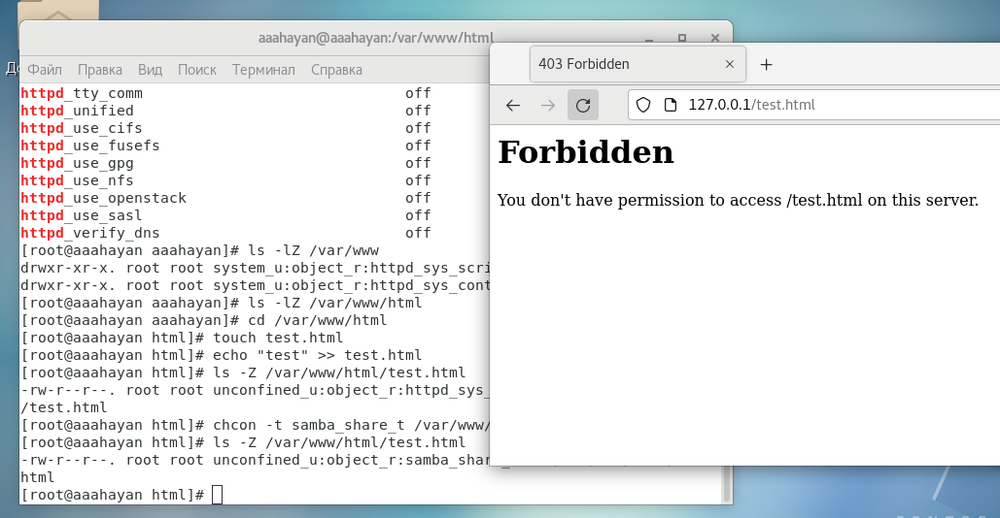 aaahayan@aaahayan:/var/www/html
Файл Правка Вид Поиск Терминал Справка
httpd_tty_comm off
httpd_unified off
httpd_use_cifs off
httpd_use_fusefs off
httpd_use_gpg off
httpd_use_nfs off
httpd_use_openstack off
httpd_use_sasl off
httpd_verify_dns off
[root@aaahayan aaahayan]# ls -lZ /var/www
drwxr-xr-x. root root system_u:object_r:httpd_sys_scri
drwxr-xr-x. root root system_u:object_r:httpd_sys_cont
[root@aaahayan aaahayan]# ls -lZ /var/www/html
[root@aaahayan aaahayan]# cd /var/www/html
[root@aaahayan html]# touch test.html
[root@aaahayan html]# echo "test" >> test.html
[root@aaahayan html]# ls -Z /var/www/html/test.html
-rw-r--r--. root root unconfined_u:object_r:httpd_sys_
/test.html
[root@aaahayan html]# chcon -t samba_share_t /var/www/
[root@aaahayan html]# ls -Z /var/www/html/test.html
-rw-r--r--. root root unconfined_u:object_r:samba_shar
html
[root@aaahayan html]#
403 Forbidden
127.0.0.1/test.html
Forbidden
You don't have permission to access /test.html on this server.